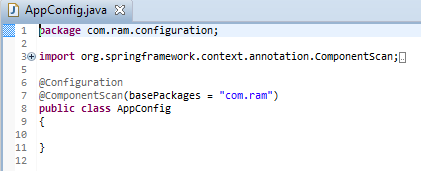 AppConfig.java
1 package com.ram.configuration;
2
3 import org.springframework.context.annotation.ComponentScan;
5
6 @Configuration
7 @ComponentScan(basePackages = "com.ram")
8 public class AppConfig
9 {
10
11 }
12